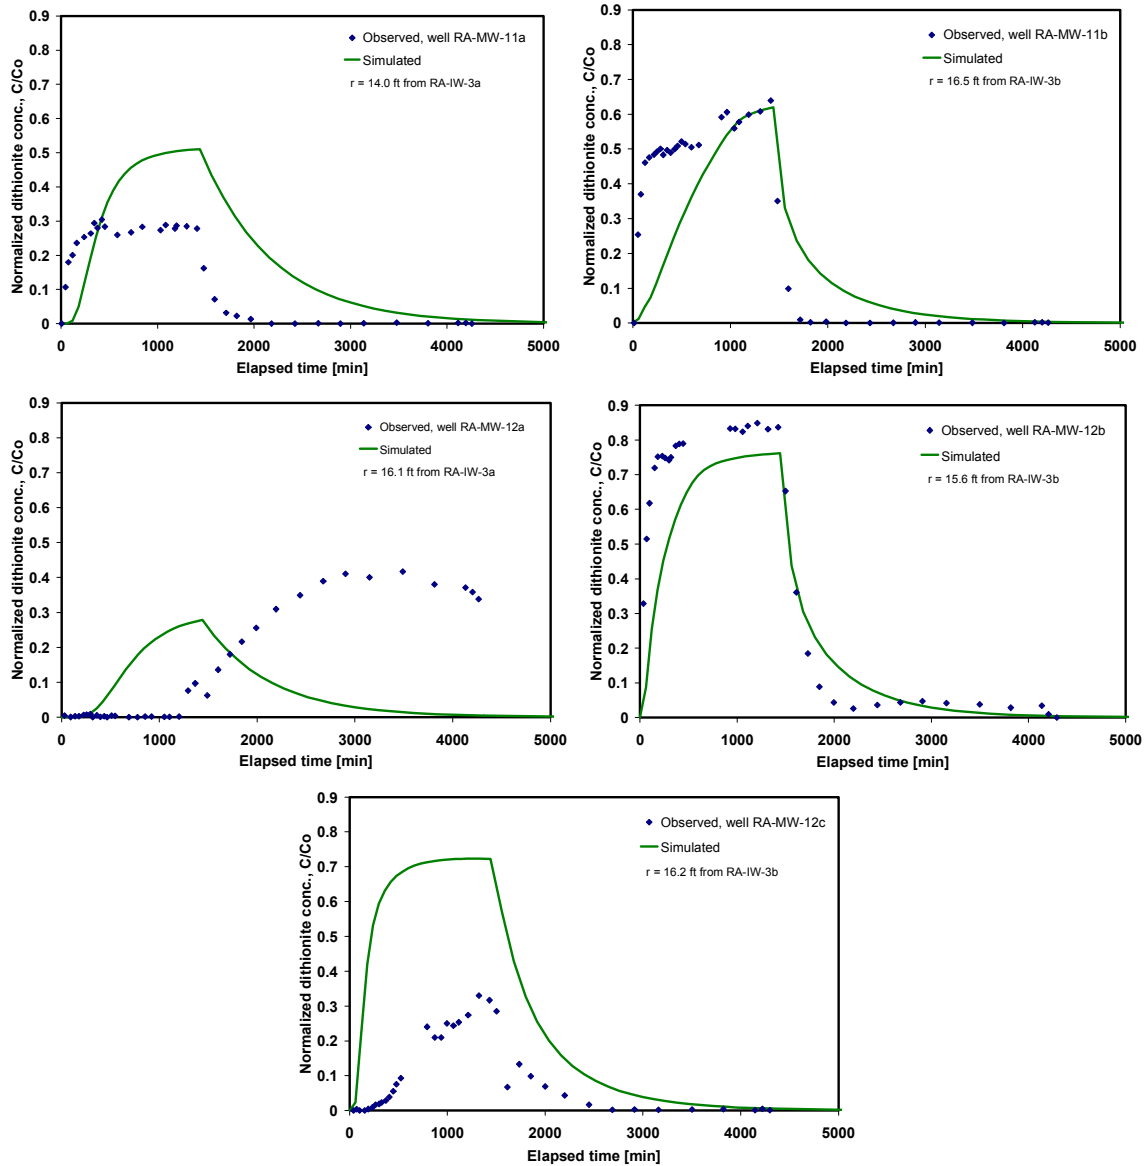 Normalized dithionite conc., C/Co
0.9
0.8
0.7
0.6
0.5
0.4
0.3
0.2
0.1
0
Observed, well RA-MW-11a
Simulated
r = 14.0 ft from RA-IW-3a
0 1000 2000 3000 4000 5000
Elapsed time [min]
Normalized dithionite conc., C/Co
0.9
0.8
0.7
0.6
0.5
0.4
0.3
0.2
0.1
0
Observed, well RA-MW-11b
Simulated
r = 16.5 ft from RA-IW-3b
0 1000 2000 3000 4000 5000
Elapsed time [min]
Normalized dithionite conc., C/Co
0.9
0.8
0.7
0.6
0.5
0.4
0.3
0.2
0.1
0
Observed, well RA-MW-12a
Simulated
r = 16.1 ft from RA-IW-3a
0 1000 2000 3000 4000 5000
Elapsed time [min]
Normalized dithionite conc., C/Co
0.9
0.8
0.7
0.6
0.5
0.4
0.3
0.2
0.1
0
Observed, well RA-MW-12b
Simulated
r = 15.6 ft from RA-IW-3b
0 1000 2000 3000 4000 5000
Elapsed time [min]
Normalized dithionite conc., C/Co
0.9
0.8
0.7
0.6
0.5
0.4
0.3
0.2
0.1
0
Observed, well RA-MW-12c
Simulated
r = 16.2 ft from RA-IW-3b
0 1000 2000 3000 4000 5000
Elapsed time [min]